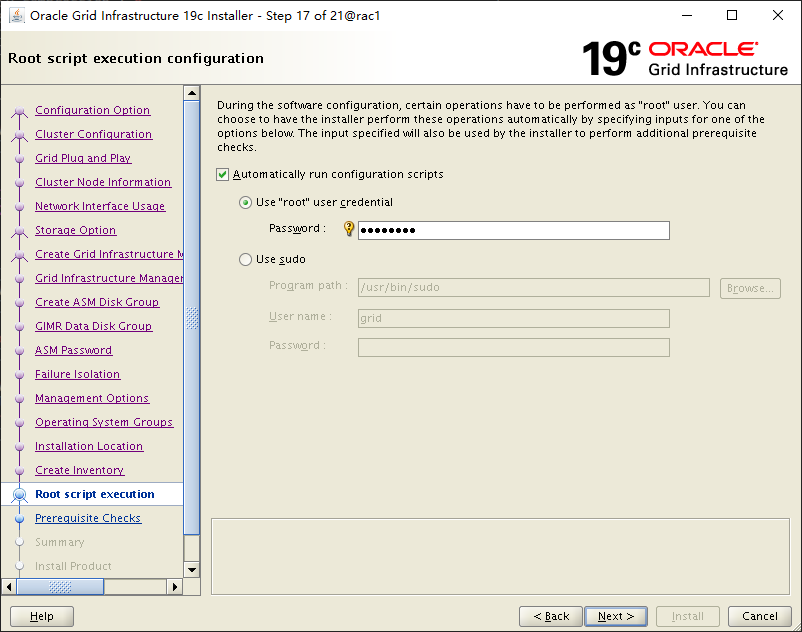 Oracle Grid Infrastructure 19c Installer - Step 17 of 21@rac1
Root script execution configuration
19c ORACLE
Grid Infrastructure
Configuration Option
Cluster Configuration
Grid Plug and Play
Cluster Node Information
Network Interface Usage
Storage Option
Create Grid Infrastructure M
Grid Infrastructure Manager
Create ASM Disk Group
GIMR Data Disk Group
ASM Password
Failure Isolation
Management Options
Operating System Groups
Installation Location
Create Inventory
Root script execution
Prerequisite Checks
Summary
Install Product
During the software configuration, certain operations have to be performed as "root" user. You can
choose to have the installer perform these operations automatically by specifying inputs for one of the
options below. The input specified will also be used by the installer to perform additional prerequisite
checks.
Automatically run configuration scripts
Use "root" user credential
Password : ••••••••
Use sudo
Program path : /usr/bin/sudo Browse...
User name : grid
Password :
Help < Back Next > Install Cancel